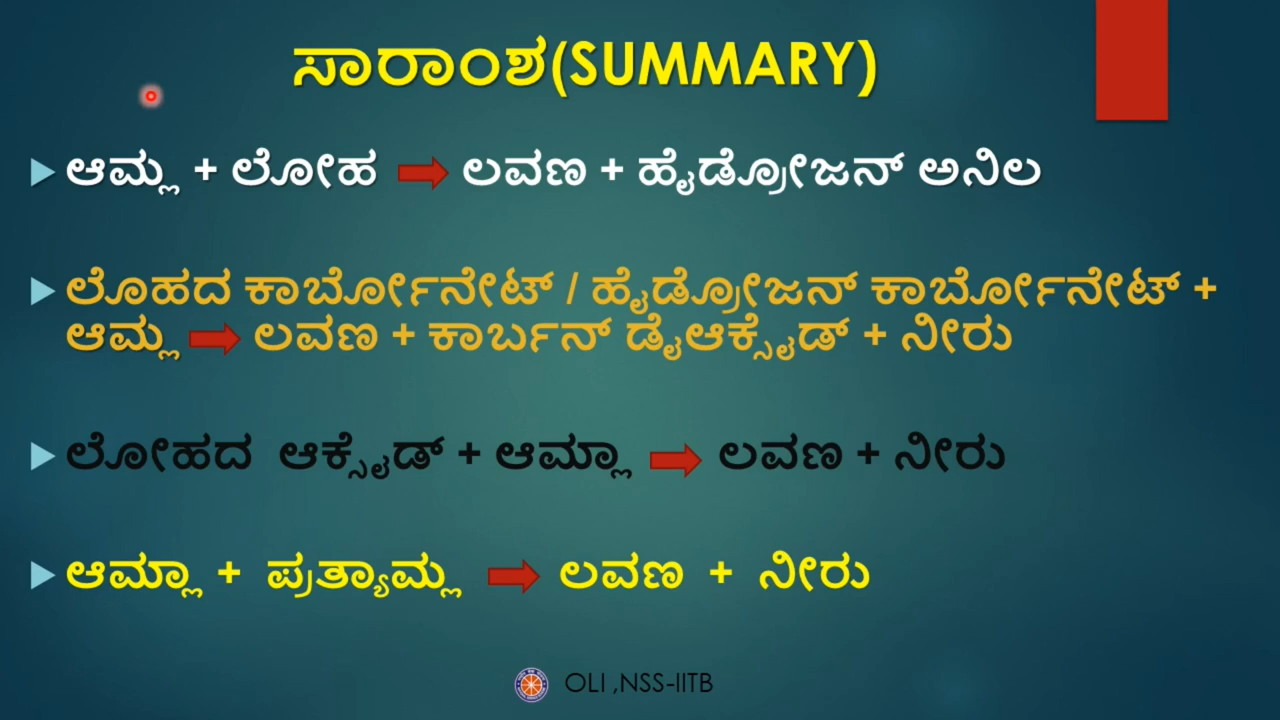 ಸಾರಾಂಶ(SUMMARY)
ಆಮ್ಲ + ಲೋಹ ➡ ಲವಣ + ಹೈಡ್ರೋಜನ್ ಅನಿಲ
ಲೊಹದ ಕಾರ್ಬೋನೇಟ್ / ಹೈಡ್ರೋಜನ್ ಕಾರ್ಬೋನೇಟ್ +
ಆಮ್ಲ ➡ ಲವಣ + ಕಾರ್ಬನ್ ಡೈಆಕ್ಸೈಡ್ + ನೀರು
ಲೋಹದ ಆಕ್ಸೈಡ್ + ಆಮ್ಲಾ ➡ ಲವಣ + ನೀರು
ಆಮ್ಲಾ + ಪ್ರತ್ಯಾಮ್ಲ ➡ ಲವಣ + ನೀರು
OLI ,NSS-IITB